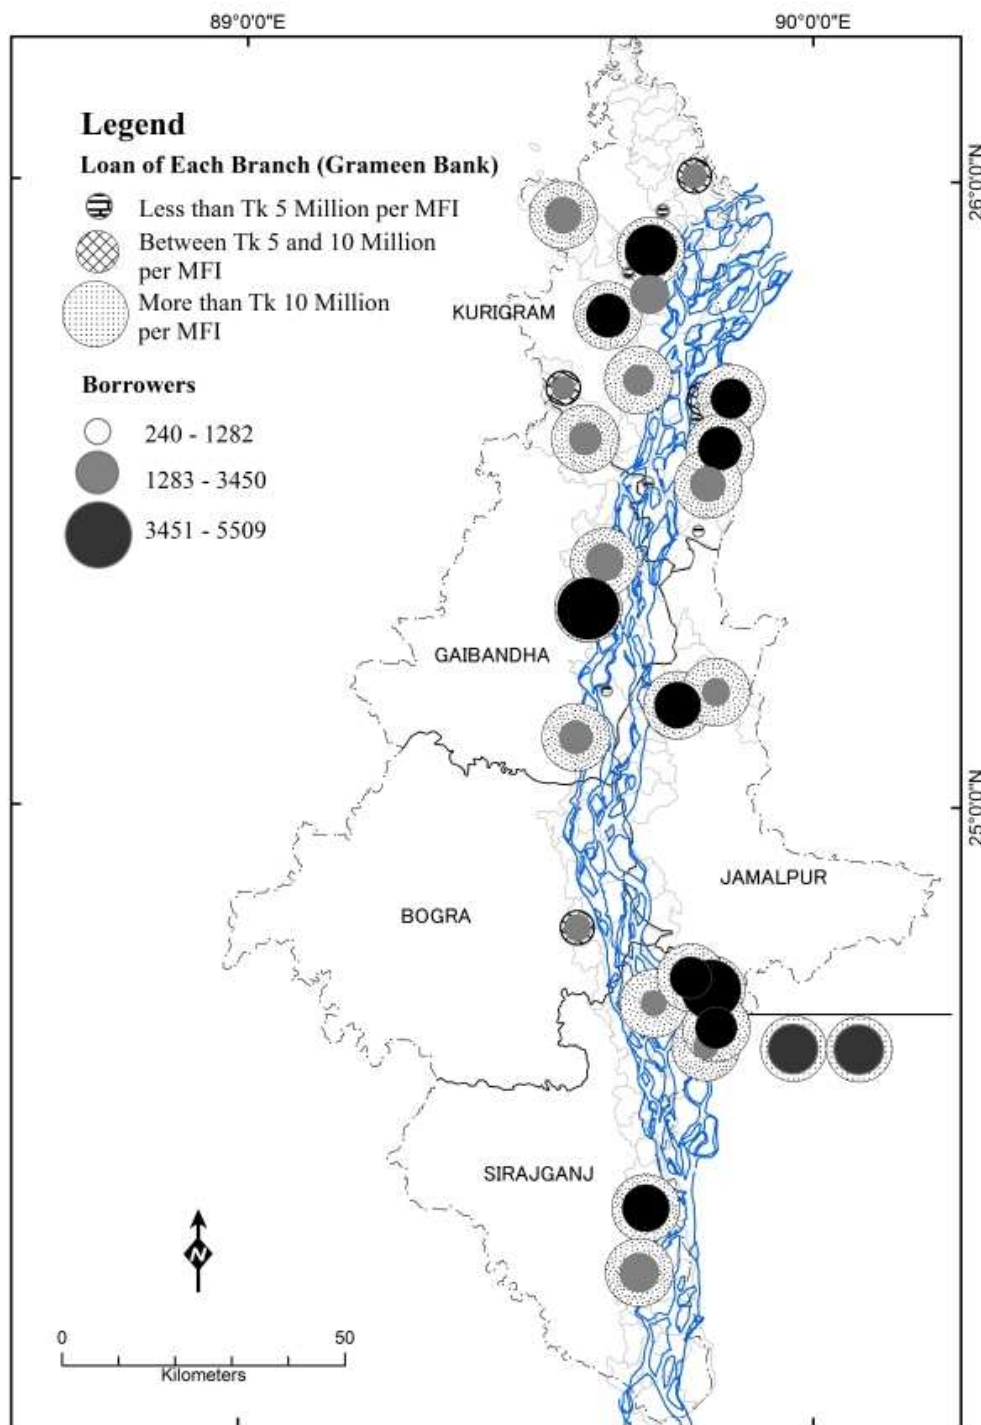 89°0'0"E
90°0'0"E
Legend
Loan of Each Branch (Grameen Bank)
Less than Tk 5 Million per MFI
Between Tk 5 and 10 Million
per MFI
More than Tk 10 Million
per MFI
Borrowers
240 - 1282
1283 - 3450
3451 - 5509
26°0'0"N
KURIGRAM
GAIBANDHA
25°0'0"N
JAMALPUR
BOGRA
SIRAJGANJ
N
0
50
Kilometers